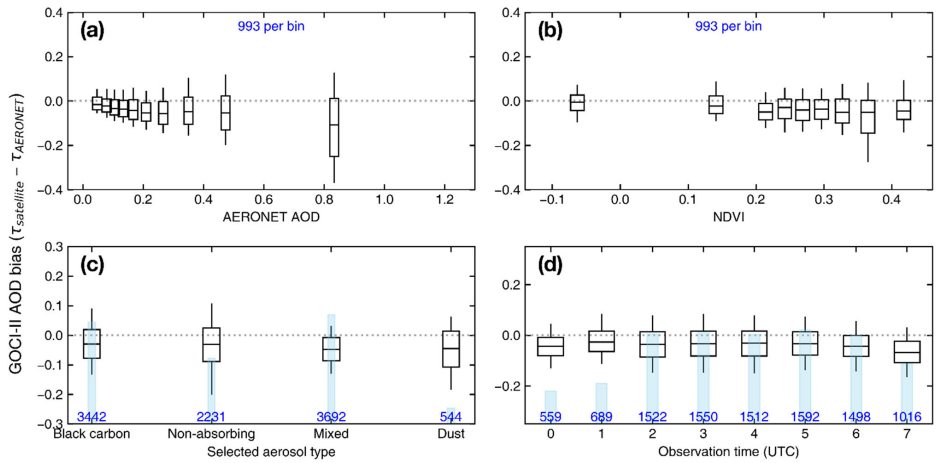 GOCI-II AOD bias (τsatellite − τAERONET)
(a)
993 per bin
0.4
0.2
0.0
−0.2
−0.4
0.0 0.2 0.4 0.6 0.8 1.0 1.2
AERONET AOD
(b)
993 per bin
0.4
0.2
0.0
−0.2
−0.4
−0.1 0.0 0.1 0.2 0.3 0.4
NDVI
(c)
0.3
0.2
0.1
0.0
−0.1
−0.2
−0.3
3442 2231 3692 544
Black carbon Non-absorbing Mixed Dust
Selected aerosol type
(d)
0.2
0.0
−0.2
559 689 1522 1550 1512 1592 1498 1016
0 1 2 3 4 5 6 7
Observation time (UTC)